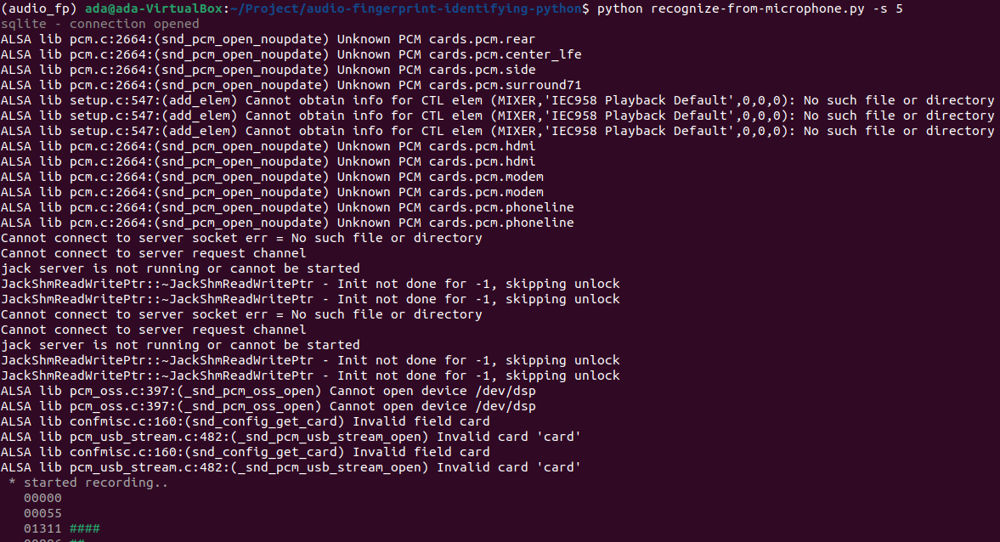 (audio_fp) ada@ada-VirtualBox:~/Project/audio-fingerprint-identifying-python$ python recognize-from-microphone.py -s 5
sqlite - connection opened
ALSA lib pcm.c:2664:(snd_pcm_open_noupdate) Unknown PCM cards.pcm.rear
ALSA lib pcm.c:2664:(snd_pcm_open_noupdate) Unknown PCM cards.pcm.center_lfe
ALSA lib pcm.c:2664:(snd_pcm_open_noupdate) Unknown PCM cards.pcm.side
ALSA lib pcm.c:2664:(snd_pcm_open_noupdate) Unknown PCM cards.pcm.surround71
ALSA lib setup.c:547:(add_elem) Cannot obtain info for CTL elem (MIXER,'IEC958 Playback Default',0,0,0): No such file or directory
ALSA lib setup.c:547:(add_elem) Cannot obtain info for CTL elem (MIXER,'IEC958 Playback Default',0,0,0): No such file or directory
ALSA lib setup.c:547:(add_elem) Cannot obtain info for CTL elem (MIXER,'IEC958 Playback Default',0,0,0): No such file or directory
ALSA lib pcm.c:2664:(snd_pcm_open_noupdate) Unknown PCM cards.pcm.hdmi
ALSA lib pcm.c:2664:(snd_pcm_open_noupdate) Unknown PCM cards.pcm.hdmi
ALSA lib pcm.c:2664:(snd_pcm_open_noupdate) Unknown PCM cards.pcm.modem
ALSA lib pcm.c:2664:(snd_pcm_open_noupdate) Unknown PCM cards.pcm.modem
ALSA lib pcm.c:2664:(snd_pcm_open_noupdate) Unknown PCM cards.pcm.phoneline
ALSA lib pcm.c:2664:(snd_pcm_open_noupdate) Unknown PCM cards.pcm.phoneline
Cannot connect to server socket err = No such file or directory
Cannot connect to server request channel
jack server is not running or cannot be started
JackShmReadWritePtr::~JackShmReadWritePtr - Init not done for -1, skipping unlock
JackShmReadWritePtr::~JackShmReadWritePtr - Init not done for -1, skipping unlock
Cannot connect to server socket err = No such file or directory
Cannot connect to server request channel
jack server is not running or cannot be started
JackShmReadWritePtr::~JackShmReadWritePtr - Init not done for -1, skipping unlock
JackShmReadWritePtr::~JackShmReadWritePtr - Init not done for -1, skipping unlock
ALSA lib pcm_oss.c:397:(_snd_pcm_oss_open) Cannot open device /dev/dsp
ALSA lib pcm_oss.c:397:(_snd_pcm_oss_open) Cannot open device /dev/dsp
ALSA lib confmisc.c:160:(snd_config_get_card) Invalid field card
ALSA lib pcm_usb_stream.c:482:(_snd_pcm_usb_stream_open) Invalid card 'card'
ALSA lib confmisc.c:160:(snd_config_get_card) Invalid field card
ALSA lib pcm_usb_stream.c:482:(_snd_pcm_usb_stream_open) Invalid card 'card'
* started recording..
00000
00055
01311 ####